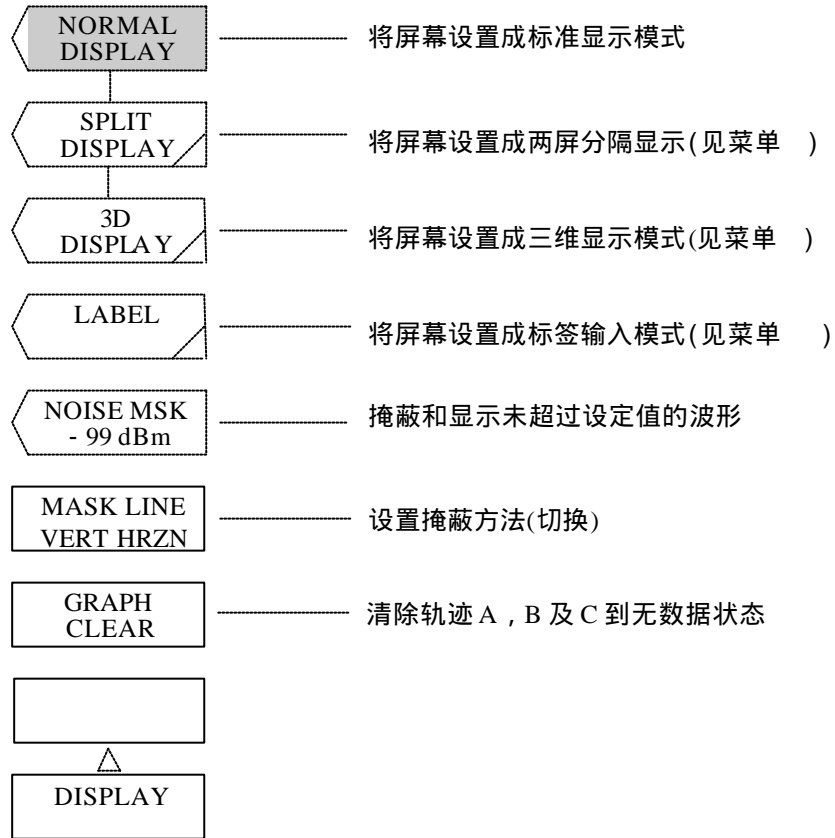 NORMAL
DISPLAY
将屏幕设置成标准显示模式
SPLIT
DISPLAY
将屏幕设置成两屏分隔显示(见菜单 )
3D
DISPLAY
将屏幕设置成三维显示模式(见菜单 )
LABEL
将屏幕设置成标签输入模式(见菜单 )
NOISE MSK
- 99 dBm
掩蔽和显示未超过设定值的波形
MASK LINE
VERT HRZN
设置掩蔽方法(切换)
GRAPH
CLEAR
清除轨迹 A , B 及 C 到无数据状态
DISPLAY